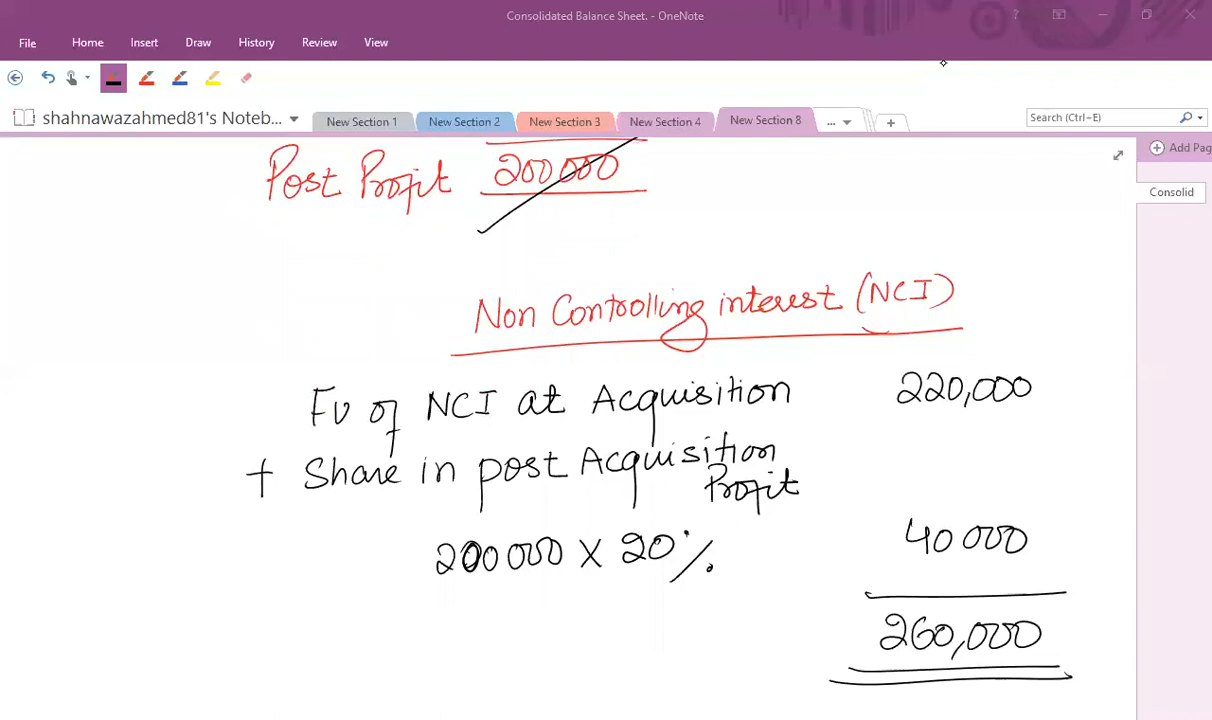 Consolidated Balance Sheet. - OneNote
File Home Insert Draw History Review View
shahnawazahmed81's Noteb... New Section 1 New Section 2 New Section 3 New Section 4 New Section 8 ... Search (Ctrl+E)
Add Pag
Consolid
Post Profit 200000
Non Controlling interest (NCI)
Fv of NCI at Acquisition 220,000
+ Share in post Acquisition
Profit
200000 X 20% 40000
260,000